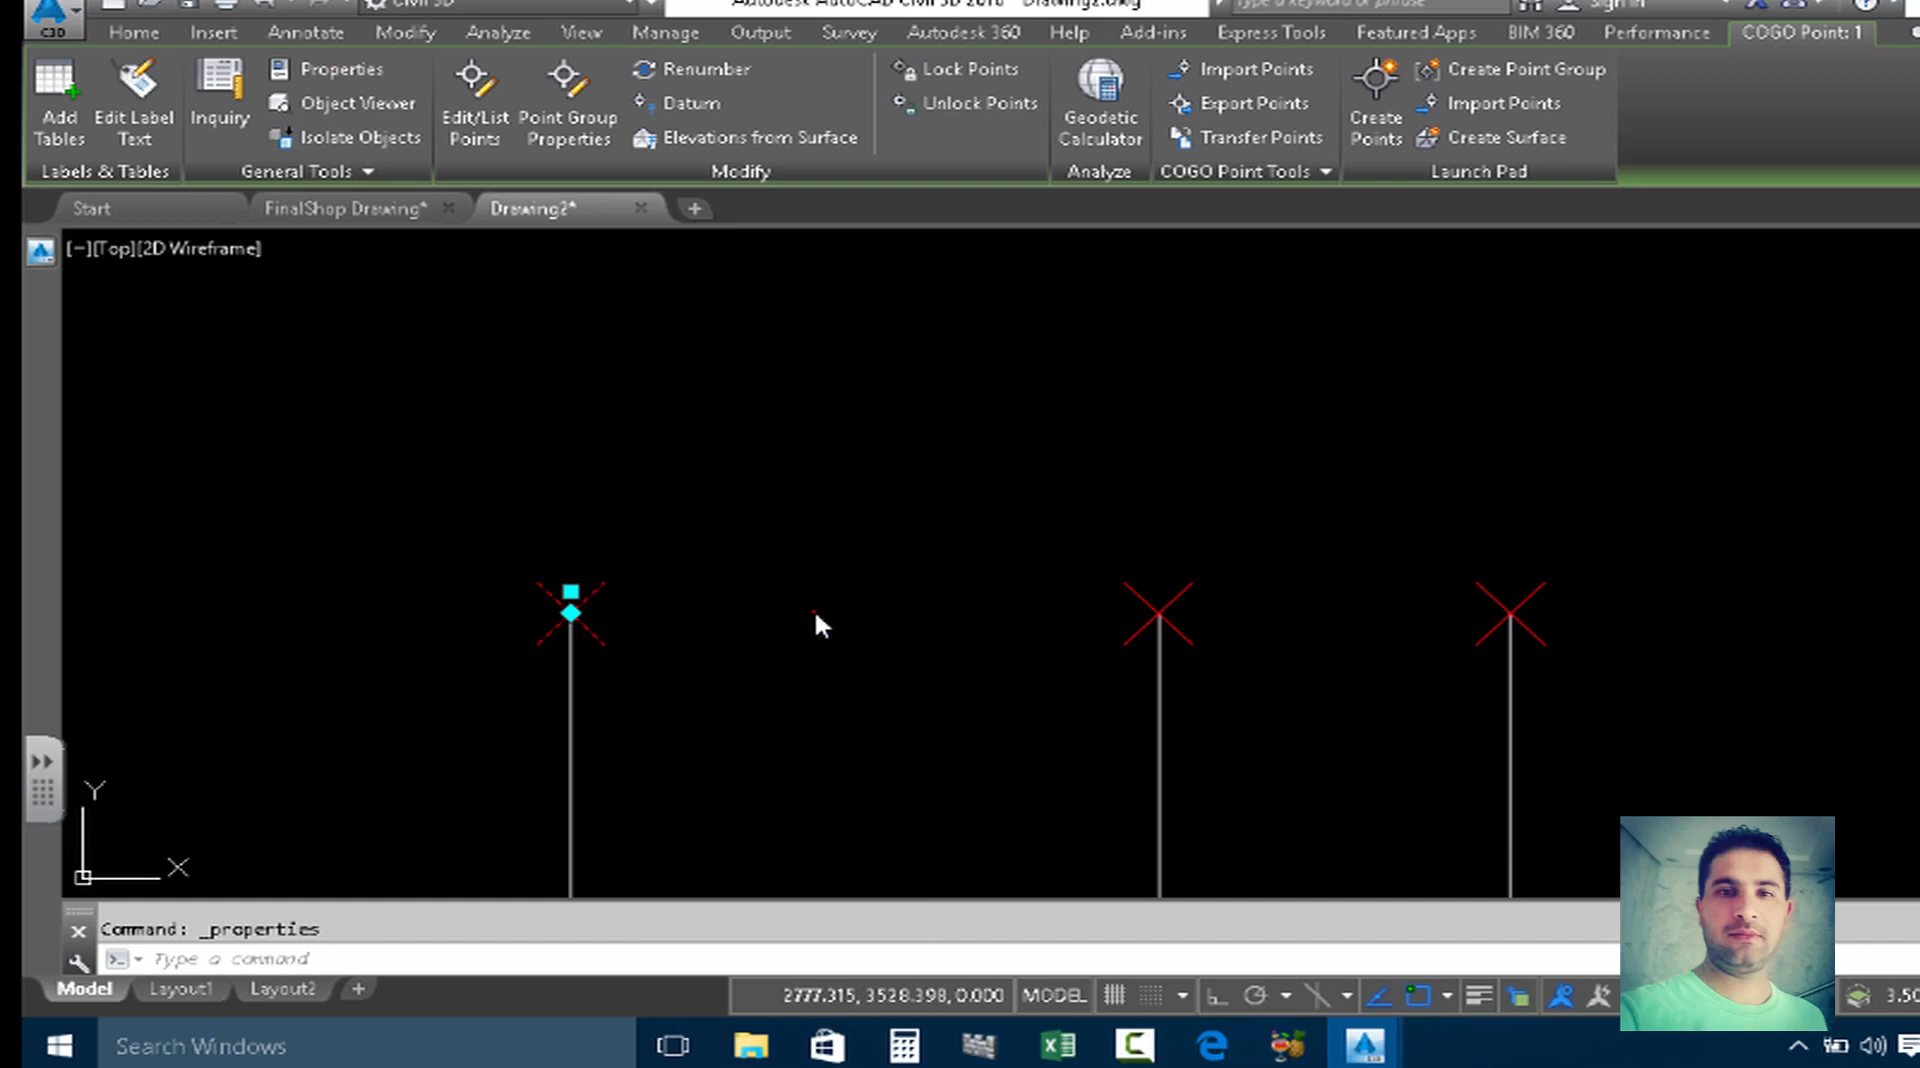 Autodesk AutoCAD Civil 3D 2016 Drawing2.dwg
Type a keyword or phrase
Sign In
C3D
Home Insert Annotate Modify Analyze View Manage Output Survey Autodesk 360 Help Add-ins Express Tools Featured Apps BIM 360 Performance COGO Point: 1
Add Tables
Edit Label Text
Labels & Tables
Inquiry
Properties
Object Viewer
Isolate Objects
General Tools
Edit/List Points
Point Group Properties
Renumber
Datum
Elevations from Surface
Lock Points
Unlock Points
Modify
Geodetic Calculator
Analyze
Import Points
Export Points
Transfer Points
COGO Point Tools
Create Points
Create Point Group
Import Points
Create Surface
Launch Pad
Start FinalShop Drawing* Drawing2* +
[−][Top][2D Wireframe]
Y
X
Command: _properties
Type a command
Model Layout1 Layout2 +
2777.315, 3528.398, 0.000 MODEL
3.50
Search Windows